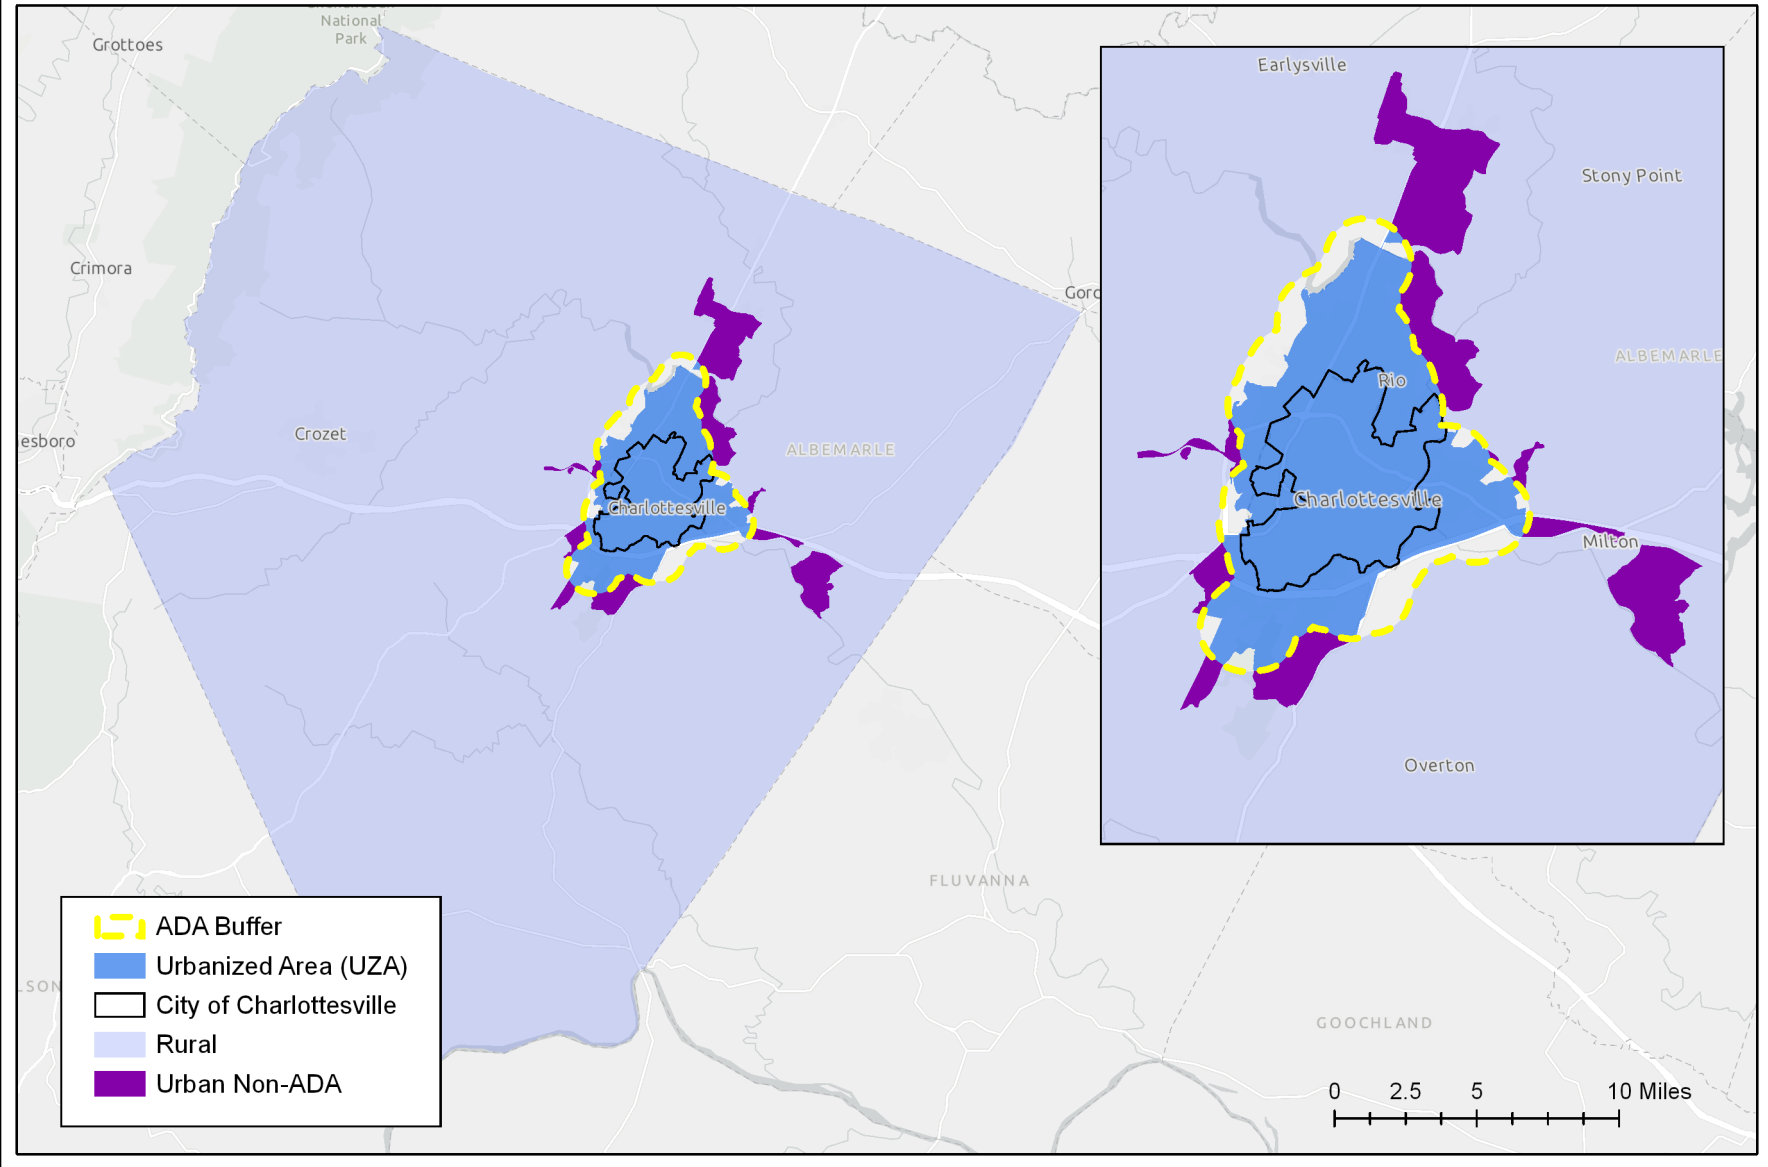 National
Park
Grottoes
Crimora
esboro
Crozet
Gord
ALBEMARLE
Charlottesville
FLUVANNA
GOOCHLAND
SON
Earlysville
Stony Point
ALBEMARLE
Rio
Charlottesville
Milton
Overton
ADA Buffer
Urbanized Area (UZA)
City of Charlottesville
Rural
Urban Non-ADA
0 2.5 5 10 Miles